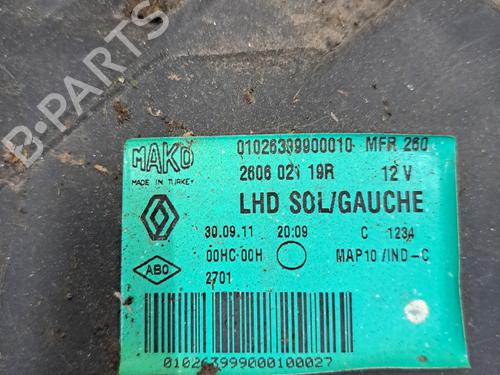 B-PARTS
MAKO
MADE IN TURKEY
01026399900010 MFR 260
2606 021 19R 12 V
LHD SOL/GAUCHE
30.09.11 20:09 C 1234
00HC-00H MAP10/IND-C
ABO
2701
010263999000100027